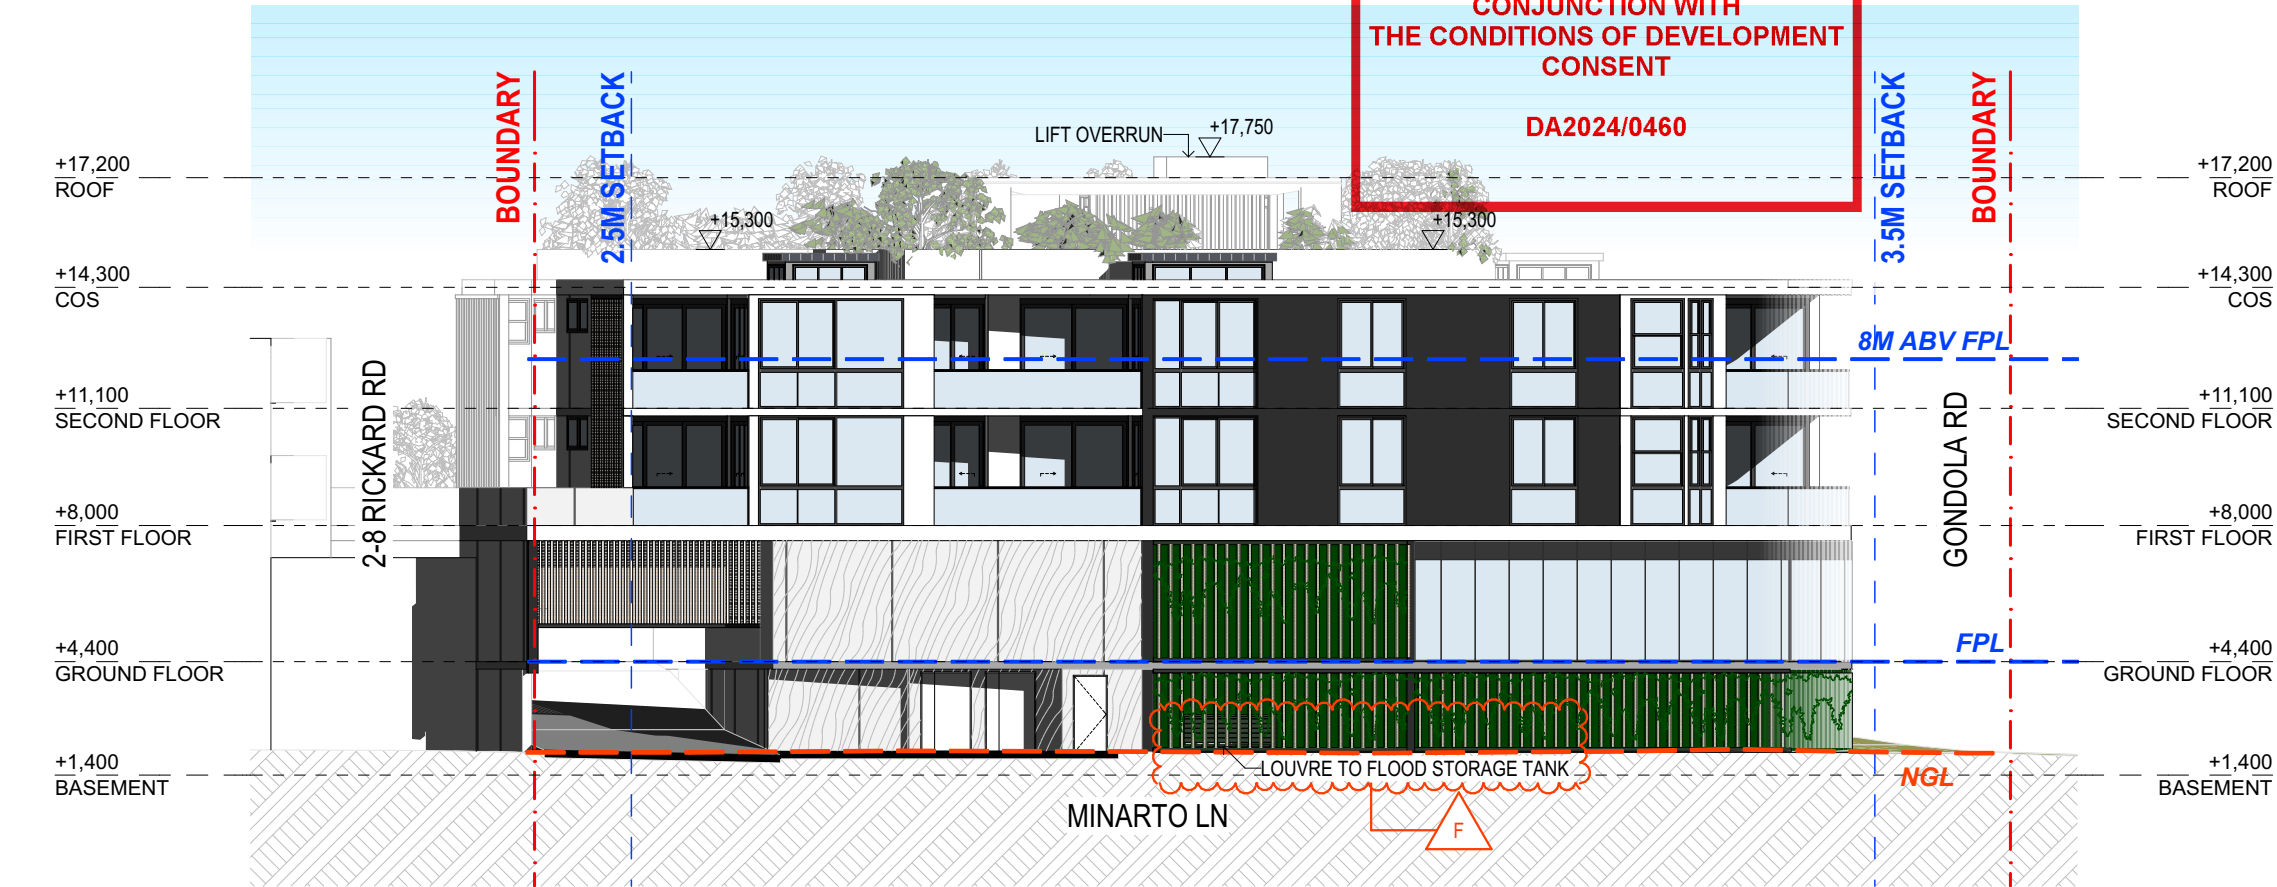 CONJUNCTION WITH
THE CONDITIONS OF DEVELOPMENT
CONSENT
DA2024/0460
BOUNDARY
2.5M SETBACK
3.5M SETBACK
BOUNDARY
LIFT OVERRUN
+17,750
+17,200
ROOF
+17,200
ROOF
+15,300
+15,300
+14,300
COS
+14,300
COS
8M ABV FPL
2-8 RICKARD RD
GONDOLA RD
+11,100
SECOND FLOOR
+11,100
SECOND FLOOR
+8,000
FIRST FLOOR
+8,000
FIRST FLOOR
FPL
+4,400
GROUND FLOOR
+4,400
GROUND FLOOR
+1,400
BASEMENT
LOUVRE TO FLOOD STORAGE TANK
NGL
+1,400
BASEMENT
MINARTO LN
F